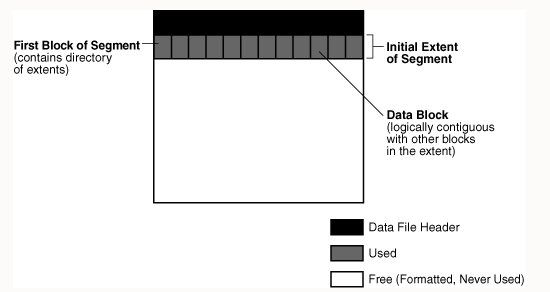 First Block of Segment
(contains directory
of extents)
Initial Extent
of Segment
Data Block
(logically contiguous
with other blocks
in the extent)
Data File Header
Used
Free (Formatted, Never Used)